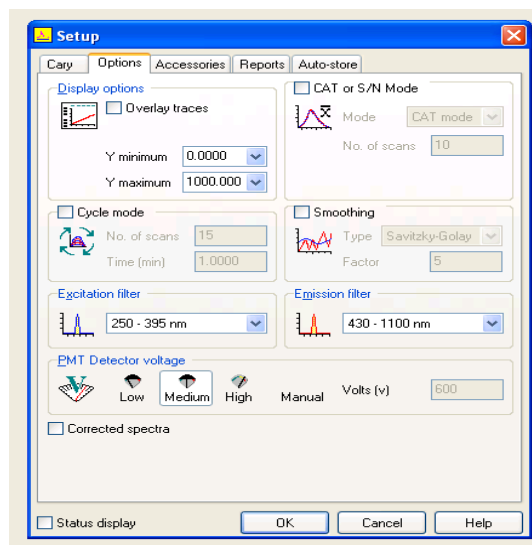 Setup
Cary Options Accessories Reports Auto-store
Display options
Overlay traces
Y minimum 0.0000
Y maximum 1000.000
CAT or S/N Mode
Mode CAT mode
No. of scans 10
Cycle mode
No. of scans 15
Time (min) 1.0000
Smoothing
Type Savitzky-Golay
Factor 5
Excitation filter
250 - 395 nm
Emission filter
430 - 1100 nm
PMT Detector voltage
Low Medium High Manual Volts (v) 600
Corrected spectra
Status display OK Cancel Help